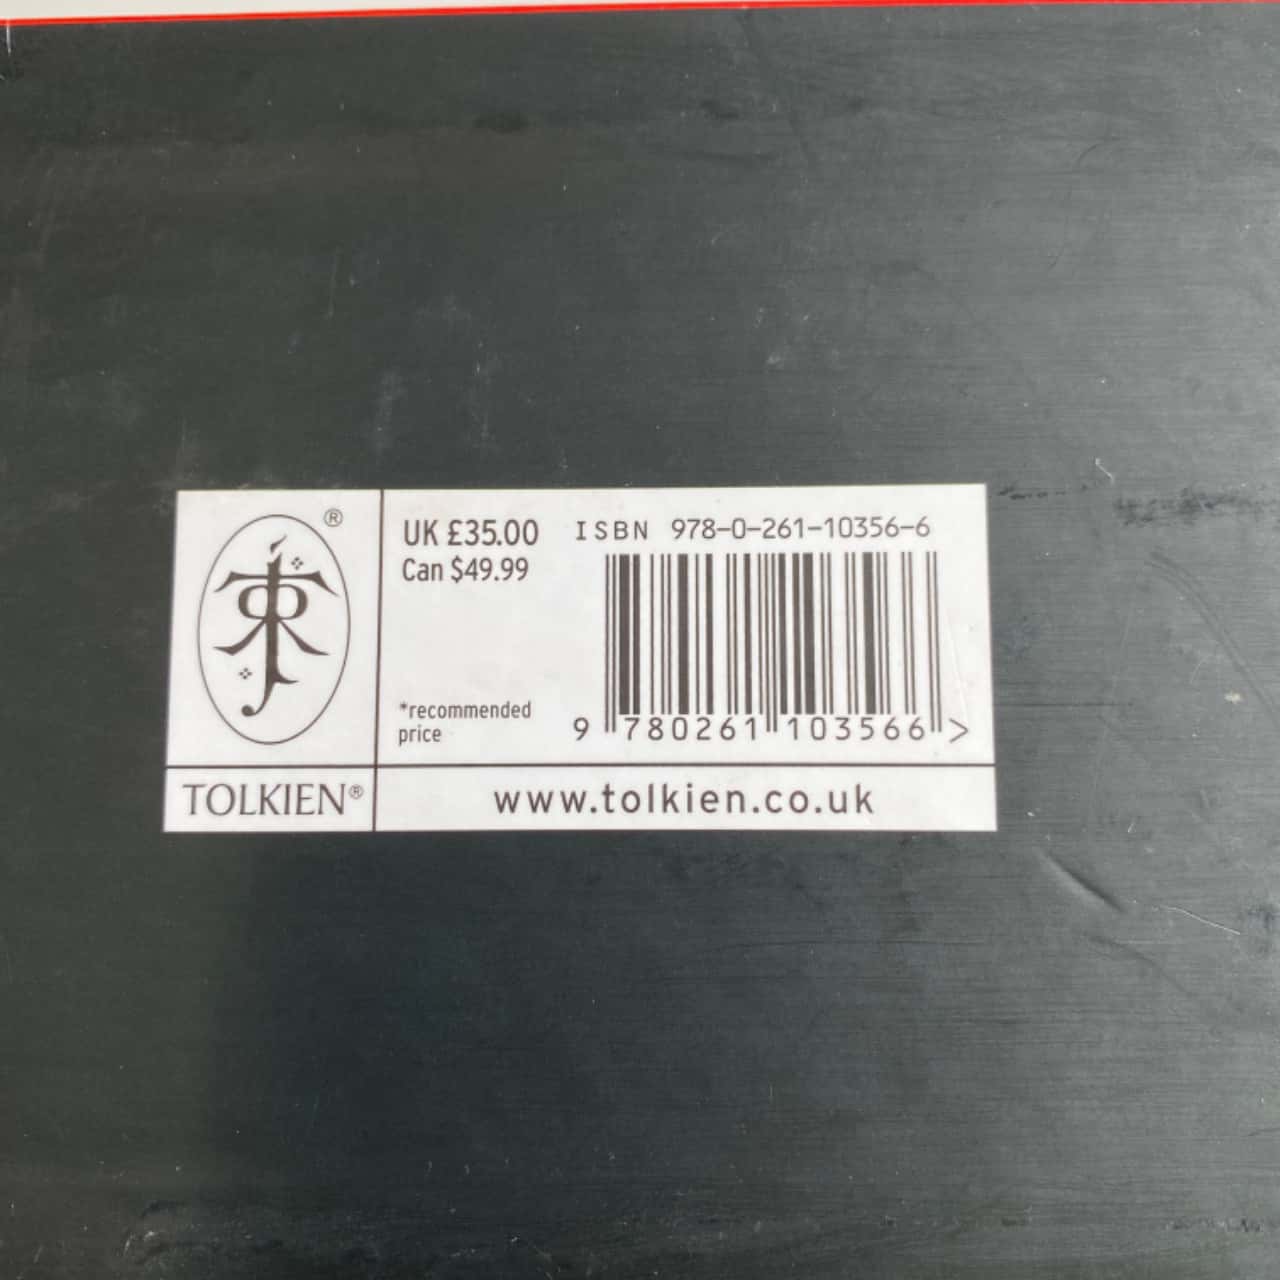 ®
UK £35.00 ISBN 978-0-261-10356-6
Can $49.99
*recommended
price
9 780261 103566 >
TOLKIEN®
www.tolkien.co.uk